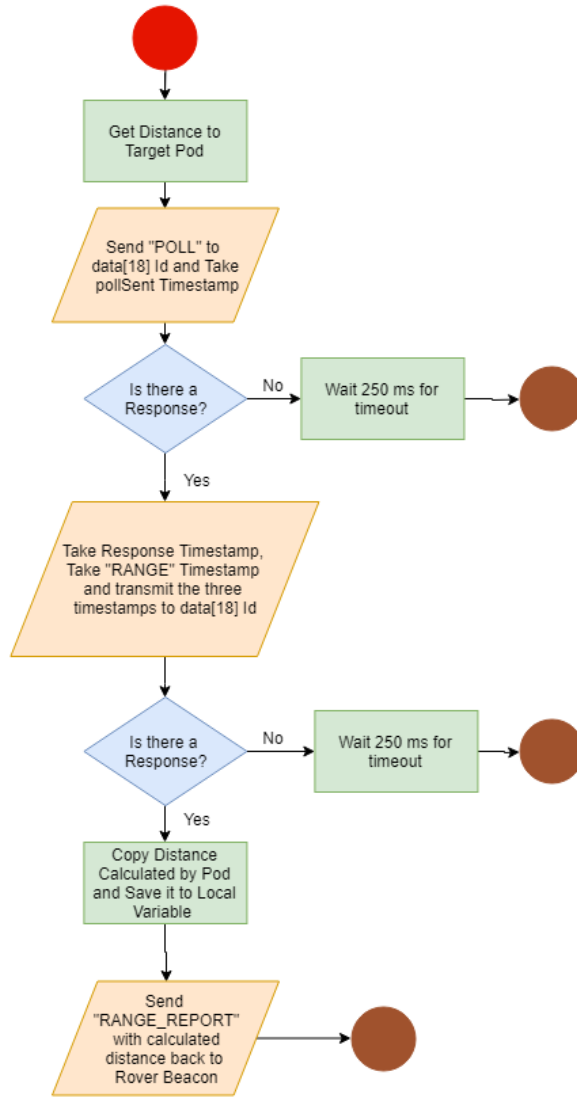 Get Distance to
Target Pod
Send "POLL" to
data[18] Id and Take
pollSent Timestamp
Is there a
Response?
No
Wait 250 ms for
timeout
Yes
Take Response Timestamp,
Take "RANGE" Timestamp
and transmit the three
timestamps to data[18] Id
Is there a
Response?
No
Wait 250 ms for
timeout
Yes
Copy Distance
Calculated by Pod
and Save it to Local
Variable
Send
"RANGE_REPORT"
with calculated
distance back to
Rover Beacon